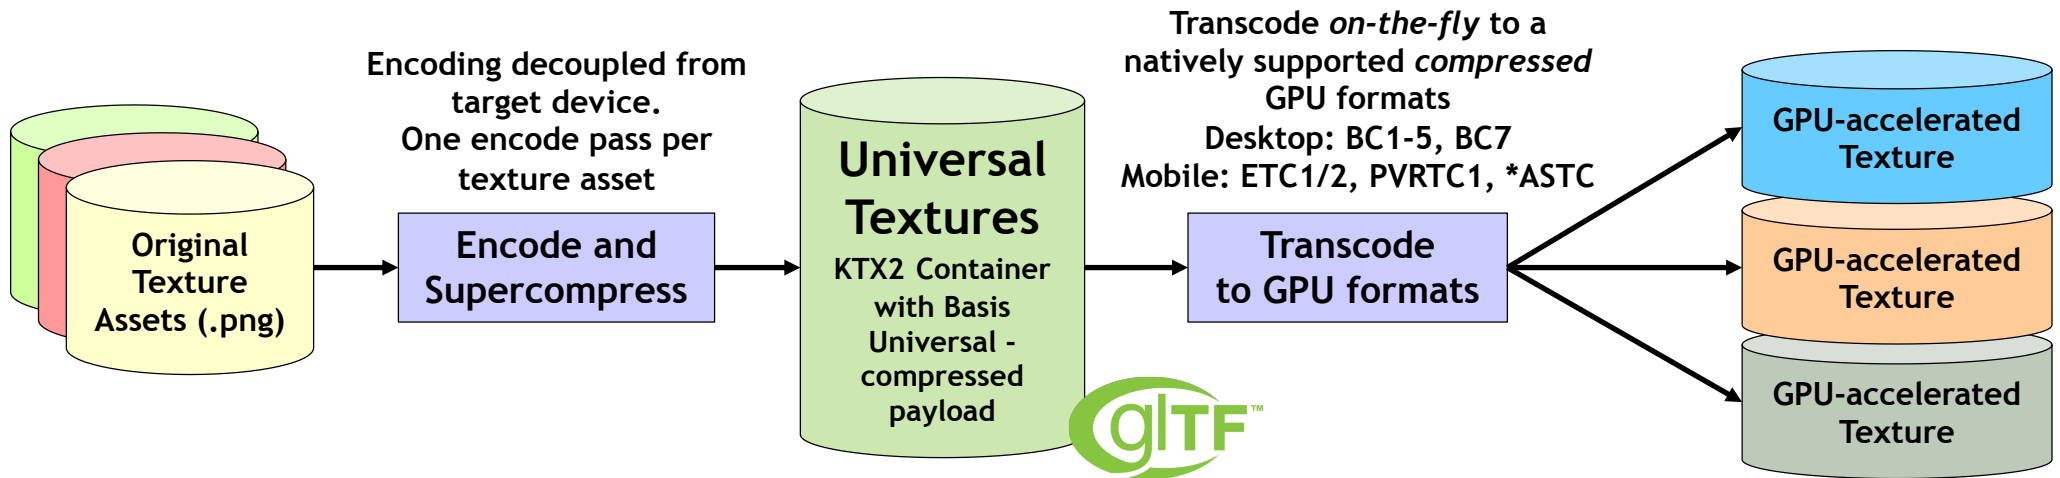 Original
Texture
Assets (.png)
Encoding decoupled from
target device.
One encode pass per
texture asset
Encode and
Supercompress
Universal
Textures
KTX2 Container
with Basis
Universal -
compressed
payload
glTF™
Transcode on-the-fly to a
natively supported compressed
GPU formats
Desktop: BC1-5, BC7
Mobile: ETC1/2, PVRTC1, *ASTC
Transcode
to GPU formats
GPU-accelerated
Texture
GPU-accelerated
Texture
GPU-accelerated
Texture